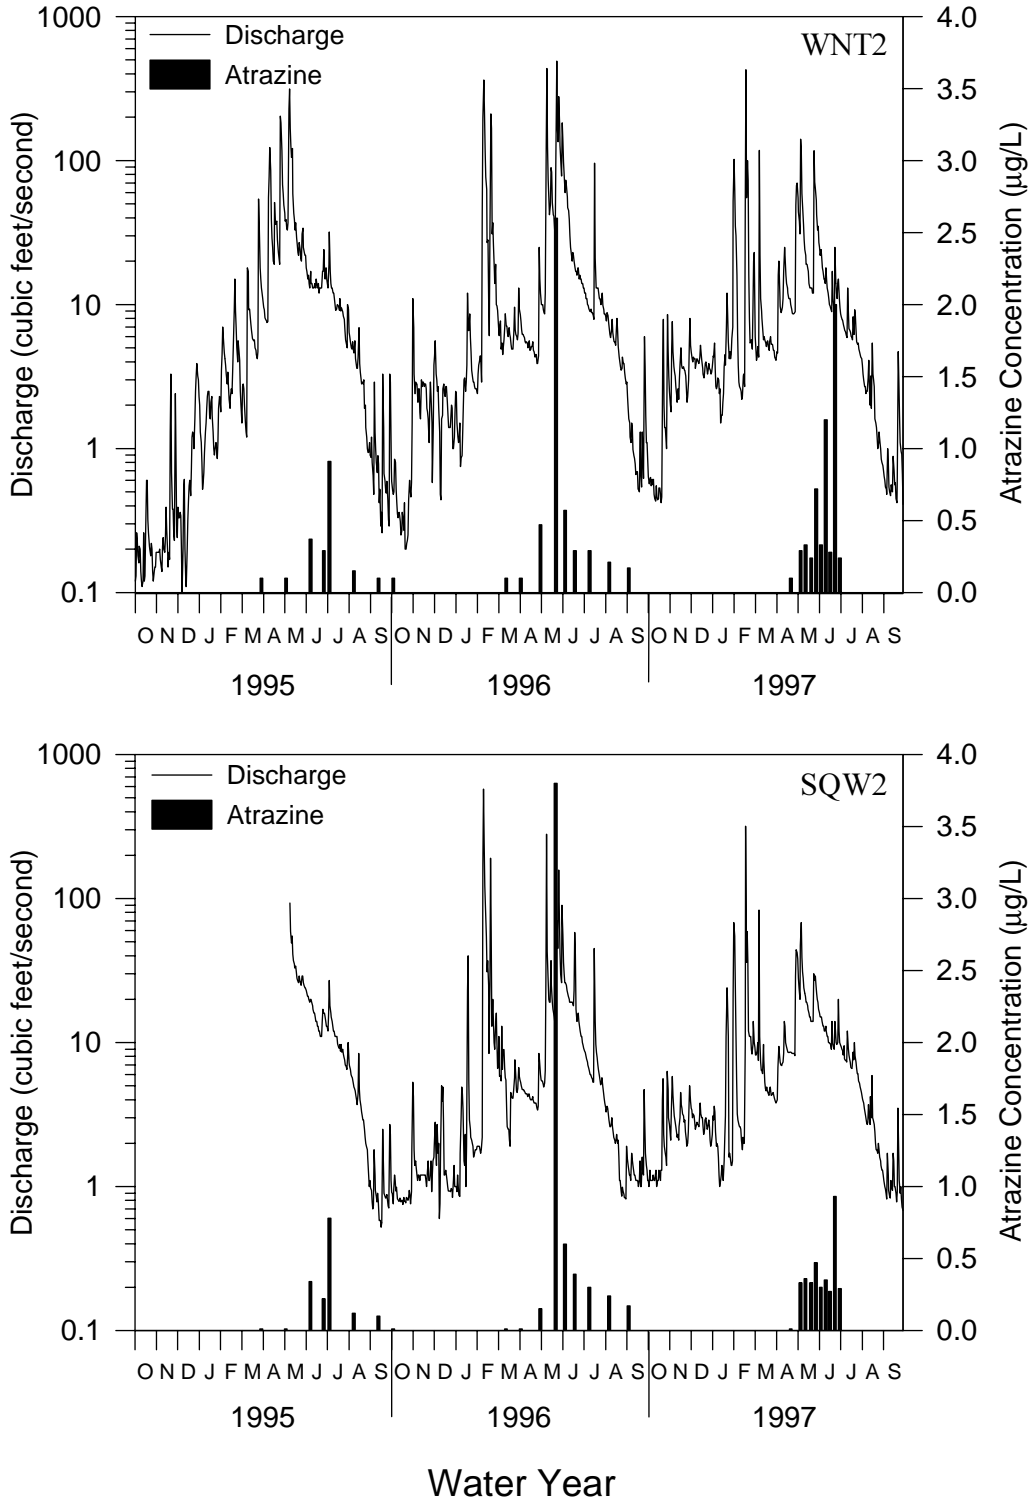 1000
100
10
1
0.1
Discharge (cubic feet/second)
Discharge
Atrazine
WNT2
4.0
3.5
3.0
2.5
2.0
1.5
1.0
0.5
0.0
Atrazine Concentration (µg/L)
O N D J F M A M J J A S O N D J F M A M J J A S O N D J F M A M J J A S
1995 1996 1997
1000
100
10
1
0.1
Discharge (cubic feet/second)
Discharge
Atrazine
SQW2
4.0
3.5
3.0
2.5
2.0
1.5
1.0
0.5
0.0
Atrazine Concentration (µg/L)
O N D J F M A M J J A S O N D J F M A M J J A S O N D J F M A M J J A S
1995 1996 1997
Water Year